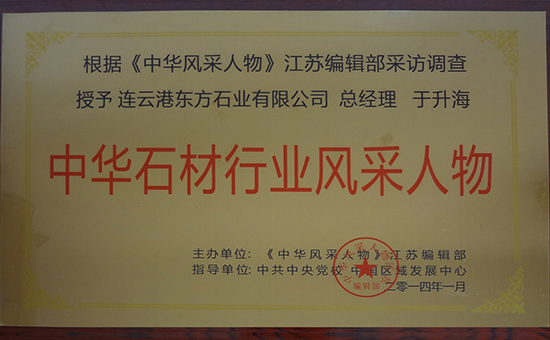 根据《中华风采人物》江苏编辑部采访调查
授予 连云港东方石业有限公司 总经理 于升海
中华石材行业风采人物
主办单位：《中华风采人物》江苏编辑部
指导单位：中共中央党校 中国区域发展中心
二零一四年一月
编辑部